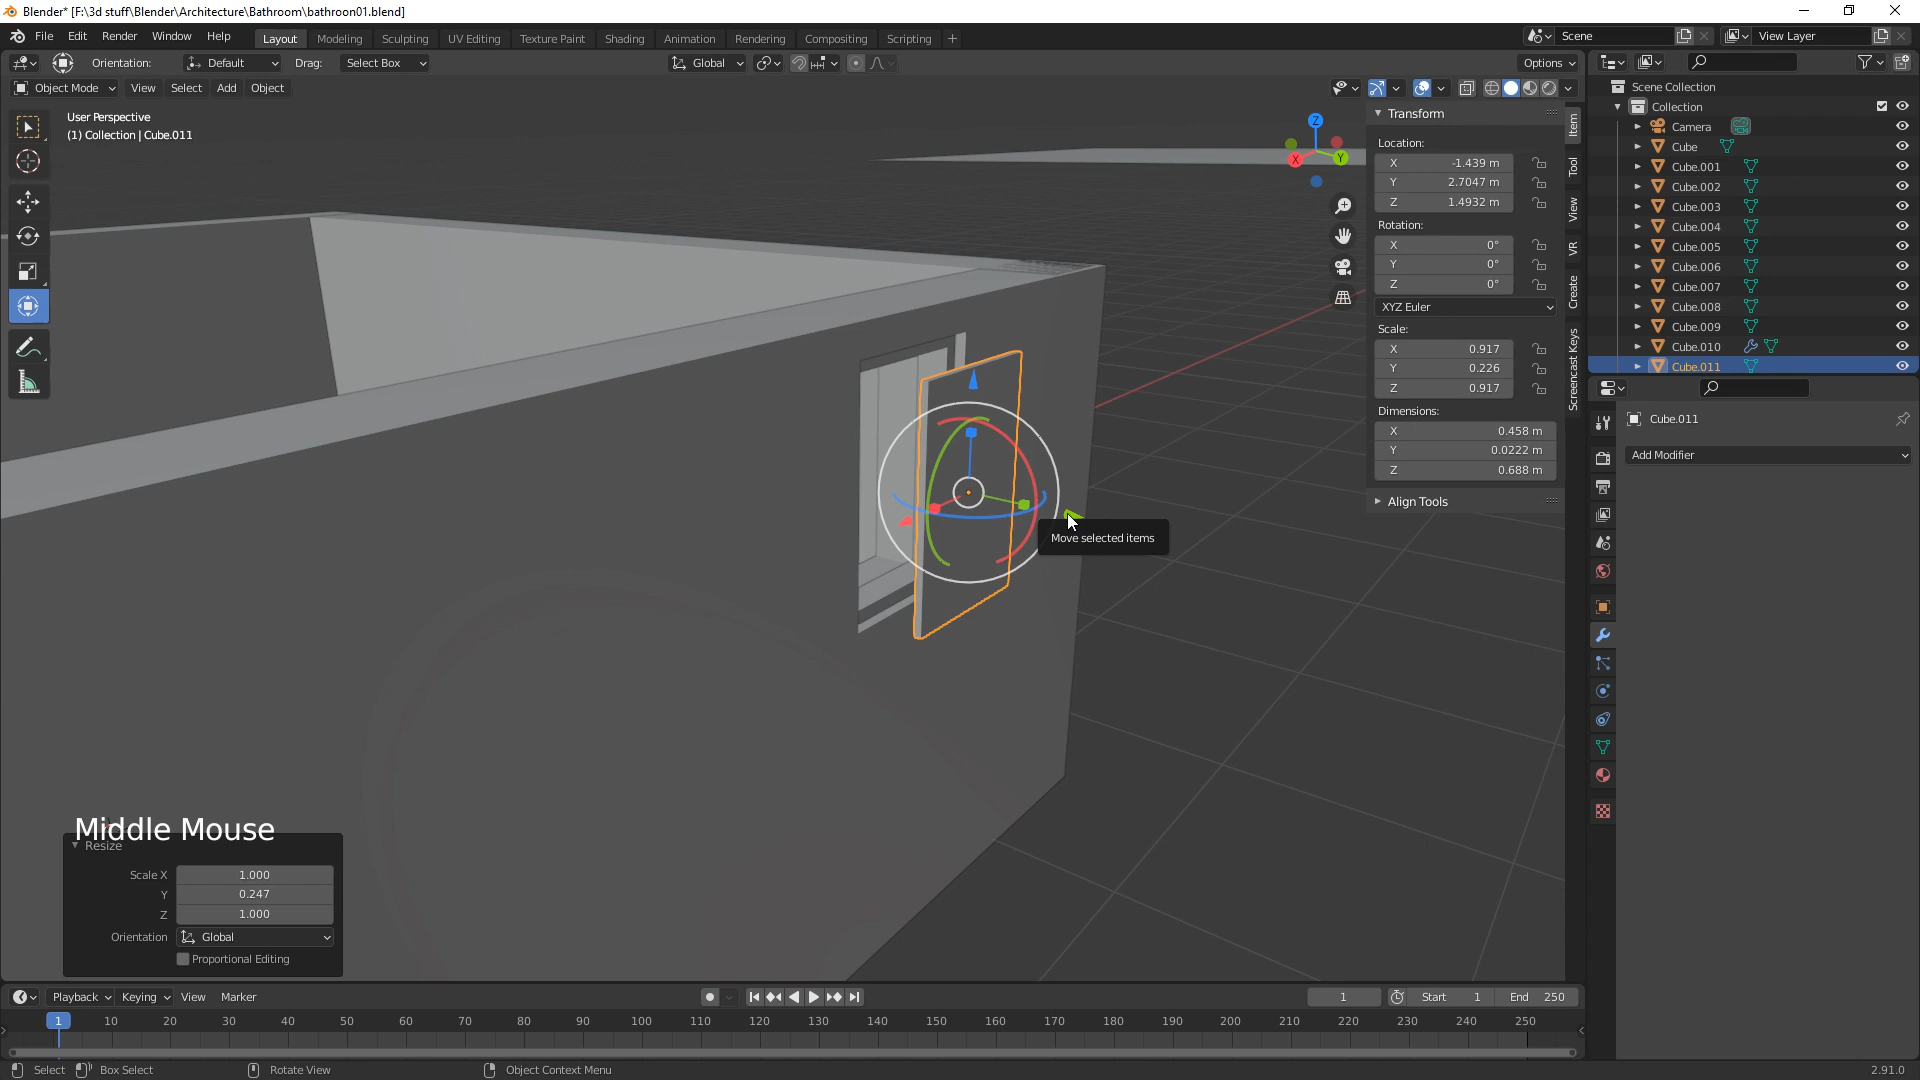 Blender* [F:\3d stuff\Blender\Architecture\Bathroom\bathroon01.blend]
File Edit Render Window Help Layout Modeling Sculpting UV Editing Texture Paint Shading Animation Rendering Compositing Scripting + Scene View Layer
Orientation: Default Drag: Select Box Global Options
Object Mode View Select Add Object
User Perspective
(1) Collection | Cube.011
Z
X
Y
Transform
Location:
X -1.439 m
Y 2.7047 m
Z 1.4932 m
Rotation:
X 0°
Y 0°
Z 0°
XYZ Euler
Scale:
X 0.917
Y 0.226
Z 0.917
Dimensions:
X 0.458 m
Y 0.0222 m
Z 0.688 m
Align Tools
Item
Tool
View
VR
Create
Screencast Keys
Scene Collection
Collection
Camera
Cube
Cube.001
Cube.002
Cube.003
Cube.004
Cube.005
Cube.006
Cube.007
Cube.008
Cube.009
Cube.010
Cube.011
Cube.011
Add Modifier
Move selected items
Middle Mouse
Resize
Scale X 1.000
Y 0.247
Z 1.000
Orientation Global
Proportional Editing
Playback Keying View Marker 1 Start 1 End 250
1 10 20 30 40 50 60 70 80 90 100 110 120 130 140 150 160 170 180 190 200 210 220 230 240 250
Select Box Select Rotate View Object Context Menu 2.91.0